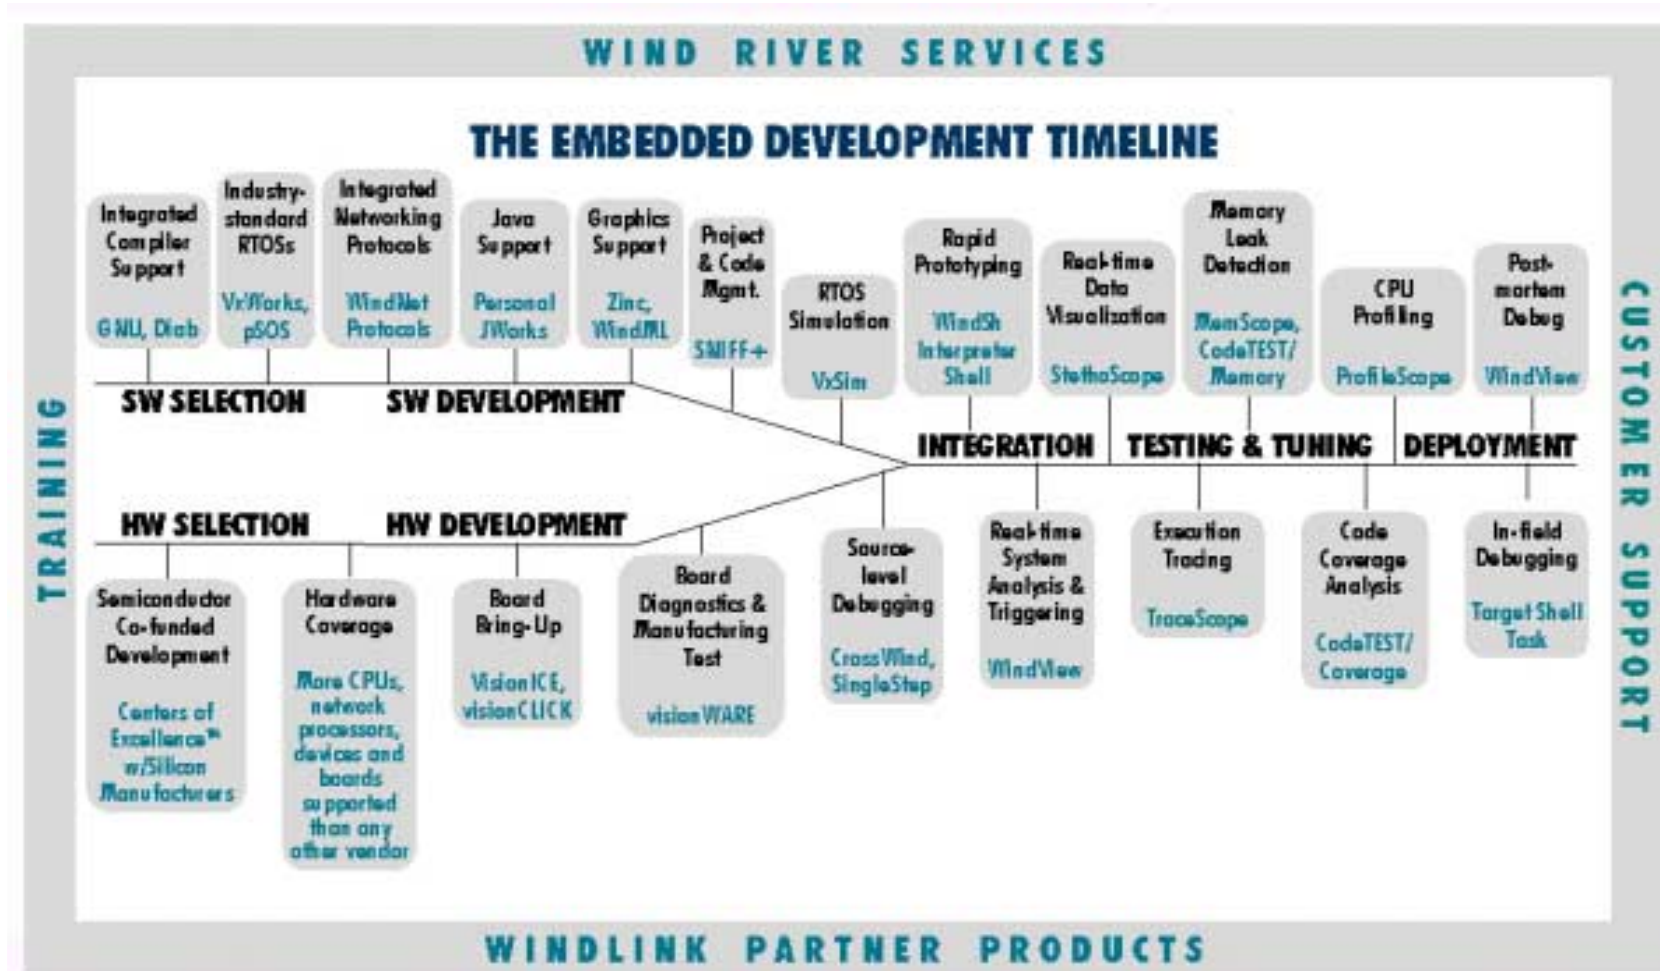 WIND RIVER SERVICES
THE EMBEDDED DEVELOPMENT TIMELINE
Integrated
Compiler
Support
GNU, Diab
Industry-
standard
RTOSs
VxWorks,
pSOS
Integrated
Networking
Protocols
WindNet
Protocols
Java
Support
Personal
JWorks
Graphics
Support
Zinc,
WindML
Project
& Code
Mgmt.
SNIFF+
RTOS
Simulation
VxSim
Rapid
Prototyping
WindSh
Interpreter
Shell
Real-time
Data
Visualization
StethoScope
Memory
Leak
Detection
MemScope,
CodeTEST/
Memory
CPU
Profiling
ProfileScope
Post-
mortem
Debug
WindView
SW SELECTION
SW DEVELOPMENT
INTEGRATION
TESTING & TUNING
DEPLOYMENT
HW SELECTION
HW DEVELOPMENT
Semiconductor
Co-funded
Development
Centers of
Excellence™
w/Silicon
Manufacturers
Hardware
Coverage
More CPUs,
network
processors,
devices and
boards
supported
than any
other vendor
Board
Bring-Up
VisionICE,
visionCLICK
Board
Diagnostics &
Manufacturing
Test
visionWARE
Source-
level
Debugging
CrossWind,
SingleStep
Real-time
System
Analysis &
Triggering
WindView
Execution
Tracing
TraceScope
Code
Coverage
Analysis
CodeTEST/
Coverage
In-field
Debugging
Target Shell
Task
TRAINING
CUSTOMER SUPPORT
WINDLINK PARTNER PRODUCTS